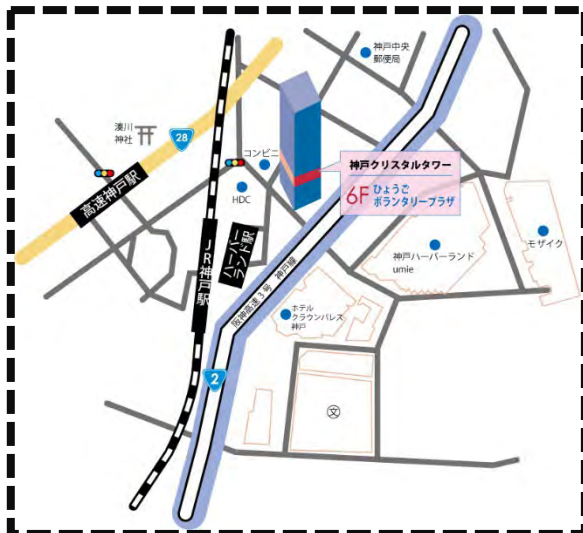 神戸中央
郵便局
湊川
神社
28
コンビニ
神戸クリスタルタワー
6F ひょうご
ボランタリープラザ
高速神戸駅
HDC
ハーバー
ランド駅
JR神戸駅
阪神高速3号 神戸線
神戸ハーバーランド
umie
モザイク
ホテル
クラウンパレス
神戸
2
文